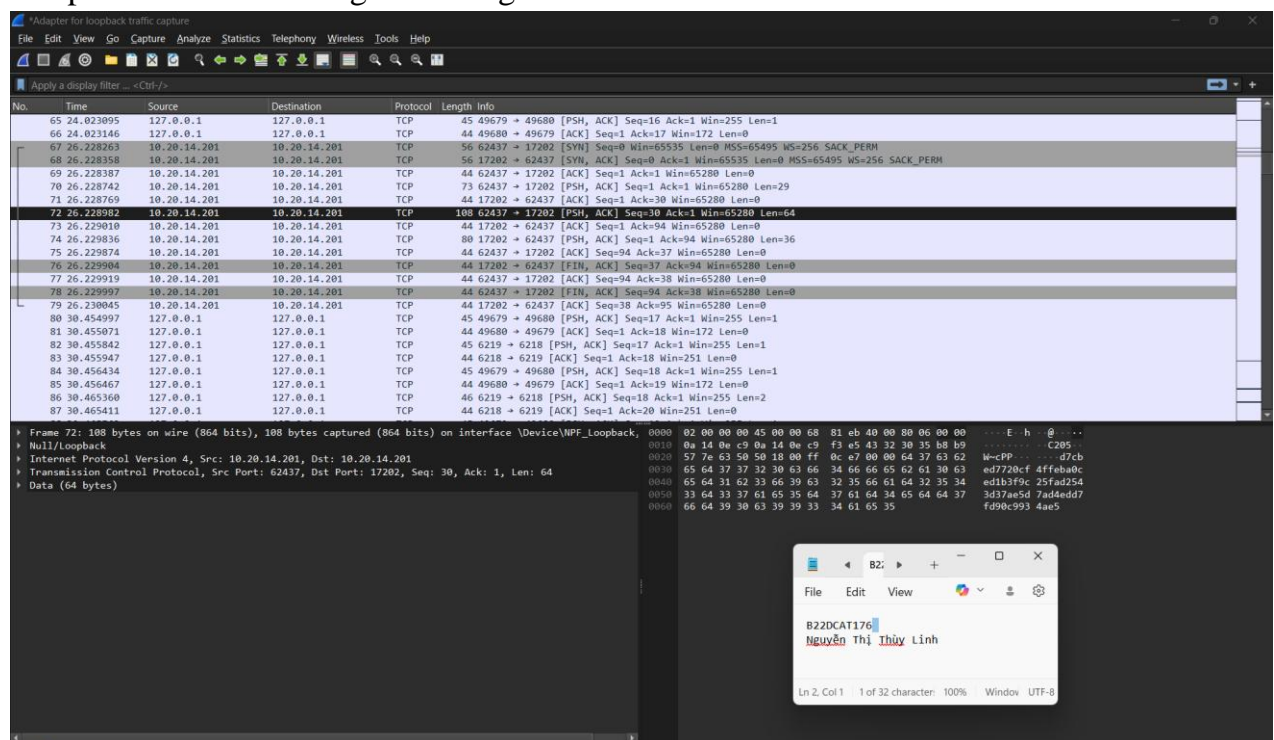 *Adapter for loopback traffic capture
File Edit View Go Capture Analyze Statistics Telephony Wireless Tools Help
Apply a display filter ... <Ctrl-/>
No. Time Source Destination Protocol Length Info
65 24.023095 127.0.0.1 127.0.0.1 TCP 45 49679 → 49680 [PSH, ACK] Seq=16 Ack=1 Win=255 Len=1
66 24.023146 127.0.0.1 127.0.0.1 TCP 44 49680 → 49679 [ACK] Seq=1 Ack=17 Win=172 Len=0
67 26.228263 10.20.14.201 10.20.14.201 TCP 56 62437 → 17202 [SYN] Seq=0 Win=65535 Len=0 MSS=65495 WS=256 SACK_PERM
68 26.228358 10.20.14.201 10.20.14.201 TCP 56 17202 → 62437 [SYN, ACK] Seq=0 Ack=1 Win=65535 Len=0 MSS=65495 WS=256 SACK_PERM
69 26.228387 10.20.14.201 10.20.14.201 TCP 44 62437 → 17202 [ACK] Seq=1 Ack=1 Win=65280 Len=0
70 26.228742 10.20.14.201 10.20.14.201 TCP 73 62437 → 17202 [PSH, ACK] Seq=1 Ack=1 Win=65280 Len=29
71 26.228769 10.20.14.201 10.20.14.201 TCP 44 17202 → 62437 [ACK] Seq=1 Ack=30 Win=65280 Len=0
72 26.228982 10.20.14.201 10.20.14.201 TCP 108 62437 → 17202 [PSH, ACK] Seq=30 Ack=1 Win=65280 Len=64
73 26.229010 10.20.14.201 10.20.14.201 TCP 44 17202 → 62437 [ACK] Seq=1 Ack=94 Win=65280 Len=0
74 26.229836 10.20.14.201 10.20.14.201 TCP 80 17202 → 62437 [PSH, ACK] Seq=1 Ack=94 Win=65280 Len=36
75 26.229874 10.20.14.201 10.20.14.201 TCP 44 62437 → 17202 [ACK] Seq=94 Ack=37 Win=65280 Len=0
76 26.229904 10.20.14.201 10.20.14.201 TCP 44 17202 → 62437 [FIN, ACK] Seq=37 Ack=94 Win=65280 Len=0
77 26.229919 10.20.14.201 10.20.14.201 TCP 44 62437 → 17202 [ACK] Seq=94 Ack=38 Win=65280 Len=0
78 26.229997 10.20.14.201 10.20.14.201 TCP 44 62437 → 17202 [FIN, ACK] Seq=94 Ack=38 Win=65280 Len=0
79 26.230045 10.20.14.201 10.20.14.201 TCP 44 17202 → 62437 [ACK] Seq=38 Ack=95 Win=65280 Len=0
80 30.454997 127.0.0.1 127.0.0.1 TCP 45 49679 → 49680 [PSH, ACK] Seq=17 Ack=1 Win=255 Len=1
81 30.455071 127.0.0.1 127.0.0.1 TCP 44 49680 → 49679 [ACK] Seq=1 Ack=18 Win=172 Len=0
82 30.455842 127.0.0.1 127.0.0.1 TCP 45 6219 → 6218 [PSH, ACK] Seq=17 Ack=1 Win=255 Len=1
83 30.455947 127.0.0.1 127.0.0.1 TCP 44 6218 → 6219 [ACK] Seq=1 Ack=18 Win=251 Len=0
84 30.456434 127.0.0.1 127.0.0.1 TCP 45 49679 → 49680 [PSH, ACK] Seq=18 Ack=1 Win=255 Len=1
85 30.456467 127.0.0.1 127.0.0.1 TCP 44 49680 → 49679 [ACK] Seq=1 Ack=19 Win=172 Len=0
86 30.465360 127.0.0.1 127.0.0.1 TCP 46 6219 → 6218 [PSH, ACK] Seq=18 Ack=1 Win=255 Len=2
87 30.465411 127.0.0.1 127.0.0.1 TCP 44 6218 → 6219 [ACK] Seq=1 Ack=20 Win=251 Len=0
Frame 72: 108 bytes on wire (864 bits), 108 bytes captured (864 bits) on interface \Device\NPF_Loopback,
Null/Loopback
Internet Protocol Version 4, Src: 10.20.14.201, Dst: 10.20.14.201
Transmission Control Protocol, Src Port: 62437, Dst Port: 17202, Seq: 30, Ack: 1, Len: 64
Data (64 bytes)
0000 02 00 00 00 45 00 00 68 81 eb 40 00 80 06 00 00 ····E··h ··@·····
0010 0a 14 0e c9 0a 14 0e c9 f3 e5 43 32 30 35 b8 b9 ········ ··C205··
0020 57 7e 63 50 50 18 00 ff 0c e7 00 00 64 37 63 62 W~cPP··· ····d7cb
0030 65 64 37 37 32 30 63 66 34 66 66 65 62 61 30 63 ed7720cf 4ffeba0c
0040 65 64 31 62 33 66 39 63 32 35 66 61 64 32 35 34 ed1b3f9c 25fad254
0050 33 64 33 37 61 65 35 64 37 61 64 34 65 64 64 37 3d37ae5d 7ad4edd7
0060 66 64 39 30 63 39 39 33 34 61 65 35 fd90c993 4ae5
B22
File Edit View
B22DCAT176
Nguyễn Thị Thùy Linh
Ln 2, Col 1 1 of 32 character: 100% Window UTF-8